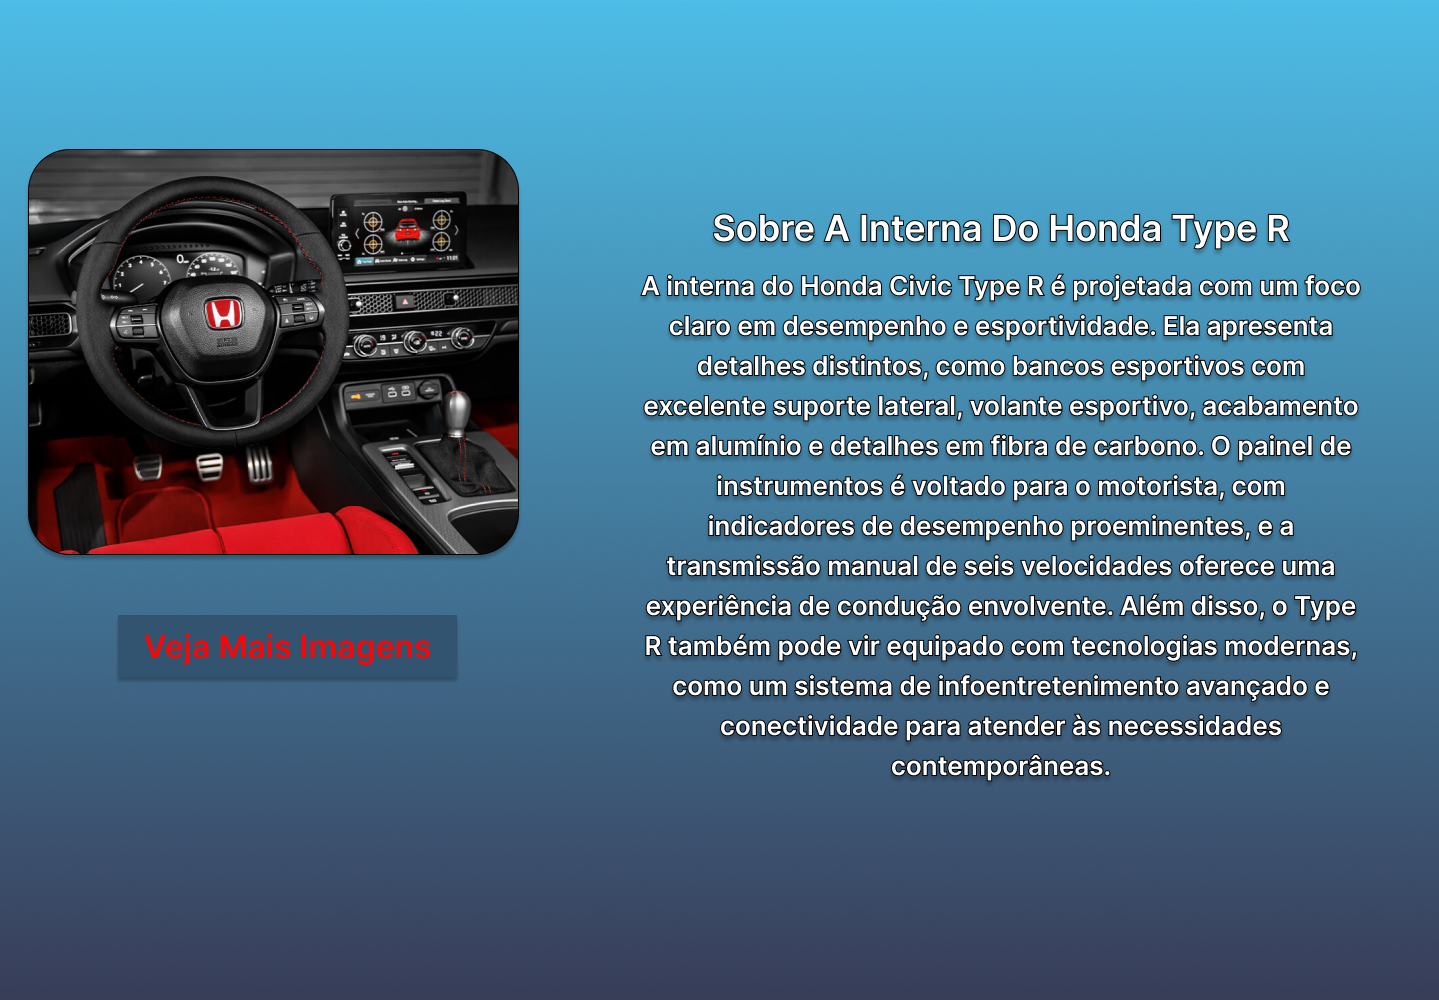 Sobre A Interna Do Honda Type R
A interna do Honda Civic Type R é projetada com um foco
claro em desempenho e esportividade. Ela apresenta
detalhes distintos, como bancos esportivos com
excelente suporte lateral, volante esportivo, acabamento
em alumínio e detalhes em fibra de carbono. O painel de
instrumentos é voltado para o motorista, com
indicadores de desempenho proeminentes, e a
transmissão manual de seis velocidades oferece uma
experiência de condução envolvente. Além disso, o Type
R também pode vir equipado com tecnologias modernas,
como um sistema de infoentretenimento avançado e
conectividade para atender às necessidades
contemporâneas.
Veja Mais Imagens